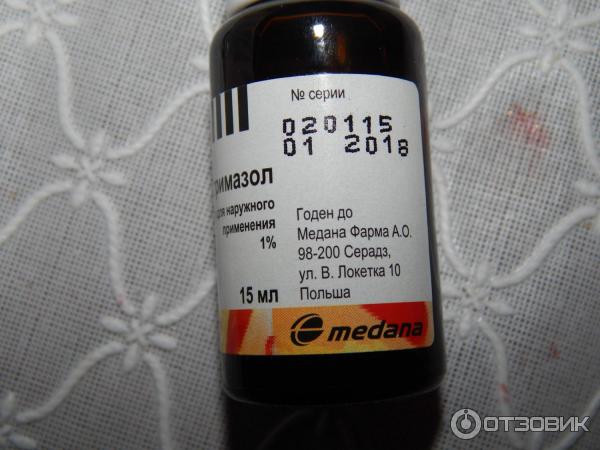 № серии
020115
01 2018
римазол
для наружного
применения
1%
15 мл
Годен до
Медана Фарма А.О.
98-200 Серадз,
ул. В. Локетка 10
Польша
medana
ОТЗОВИК